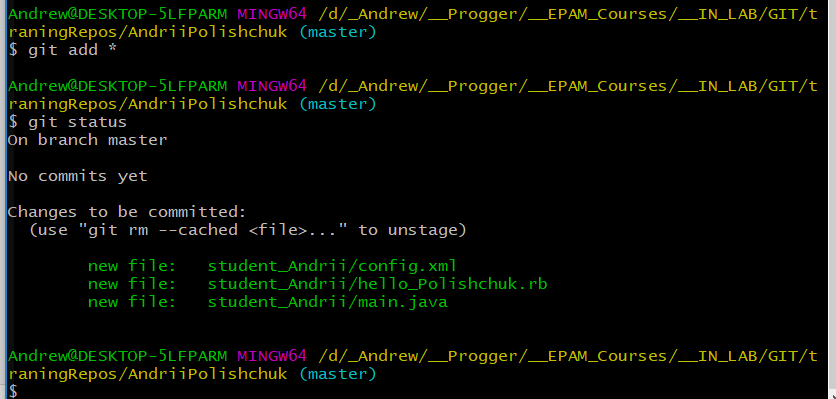 Andrew@DESKTOP-5LFPARM MINGW64 /d/_Andrew/__Progger/__EPAM_Courses/__IN_LAB/GIT/t
raningRepos/AndriiPolishchuk (master)
$ git add *
Andrew@DESKTOP-5LFPARM MINGW64 /d/_Andrew/__Progger/__EPAM_Courses/__IN_LAB/GIT/t
raningRepos/AndriiPolishchuk (master)
$ git status
On branch master
No commits yet
Changes to be committed:
  (use "git rm --cached <file>..." to unstage)
        new file:   student_Andrii/config.xml
        new file:   student_Andrii/hello_Polishchuk.rb
        new file:   student_Andrii/main.java
Andrew@DESKTOP-5LFPARM MINGW64 /d/_Andrew/__Progger/__EPAM_Courses/__IN_LAB/GIT/t
raningRepos/AndriiPolishchuk (master)
$